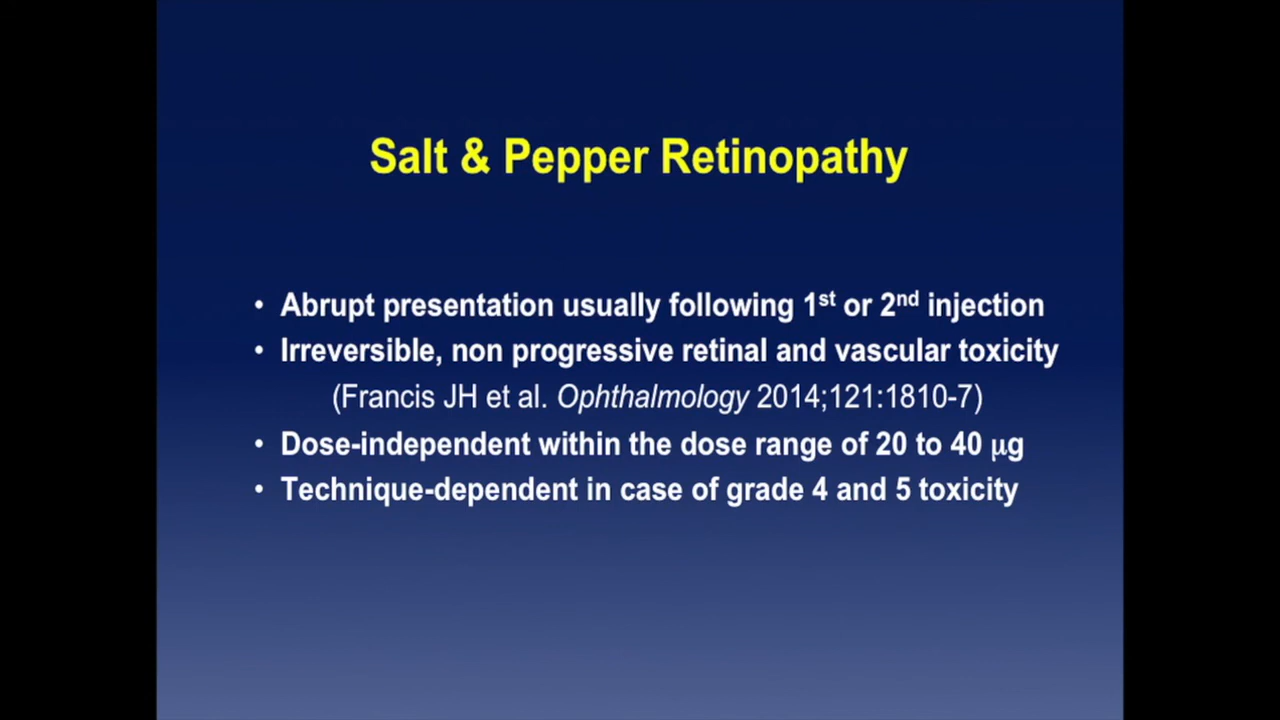 Salt & Pepper Retinopathy
• Abrupt presentation usually following 1st or 2nd injection
• Irreversible, non progressive retinal and vascular toxicity
(Francis JH et al. Ophthalmology 2014;121:1810-7)
• Dose-independent within the dose range of 20 to 40 μg
• Technique-dependent in case of grade 4 and 5 toxicity